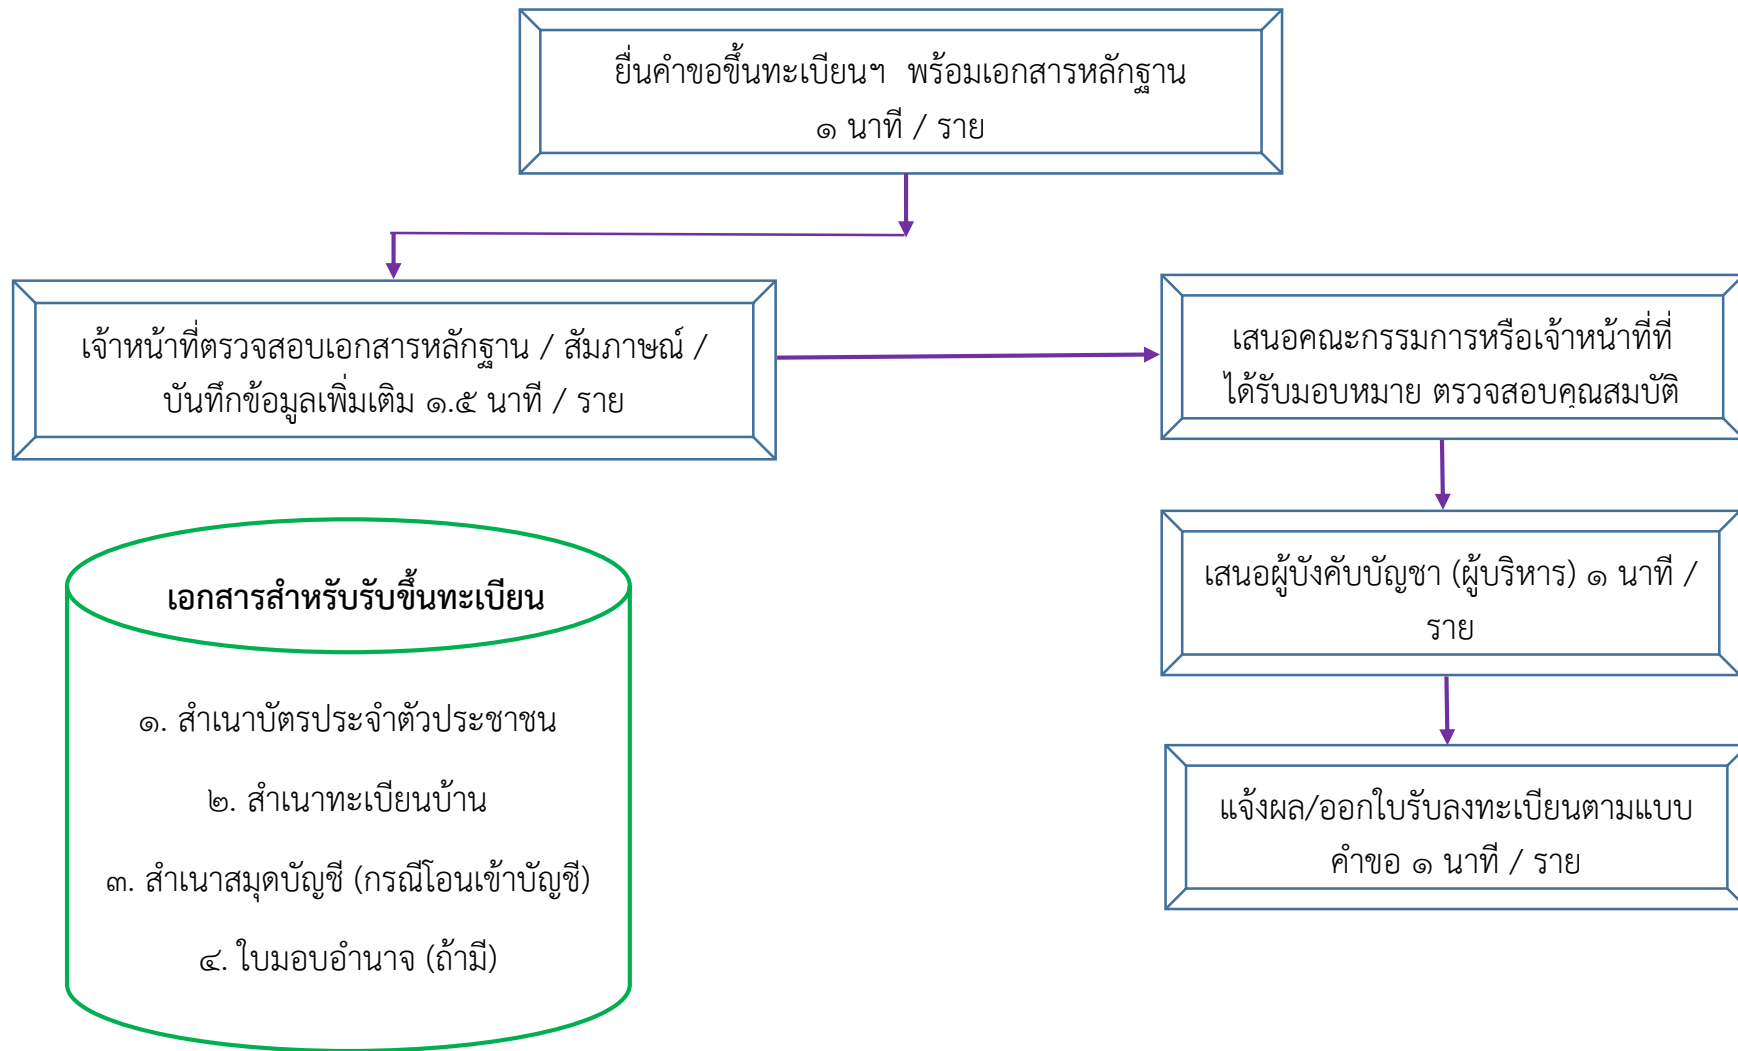 ยื่นคำขอขึ้นทะเบียนฯ พร้อมเอกสารหลักฐาน
๑ นาที / ราย
เจ้าหน้าที่ตรวจสอบเอกสารหลักฐาน / สัมภาษณ์ /
บันทึกข้อมูลเพิ่มเติม ๑.๕ นาที / ราย
เสนอคณะกรรมการหรือเจ้าหน้าที่ที่
ได้รับมอบหมาย ตรวจสอบคุณสมบัติ
เสนอผู้บังคับบัญชา (ผู้บริหาร) ๑ นาที /
ราย
แจ้งผล/ออกใบรับลงทะเบียนตามแบบ
คำขอ ๑ นาที / ราย
เอกสารสำหรับรับขึ้นทะเบียน
๑. สำเนาบัตรประจำตัวประชาชน
๒. สำเนาทะเบียนบ้าน
๓. สำเนาสมุดบัญชี (กรณีโอนเข้าบัญชี)
๔. ใบมอบอำนาจ (ถ้ามี)